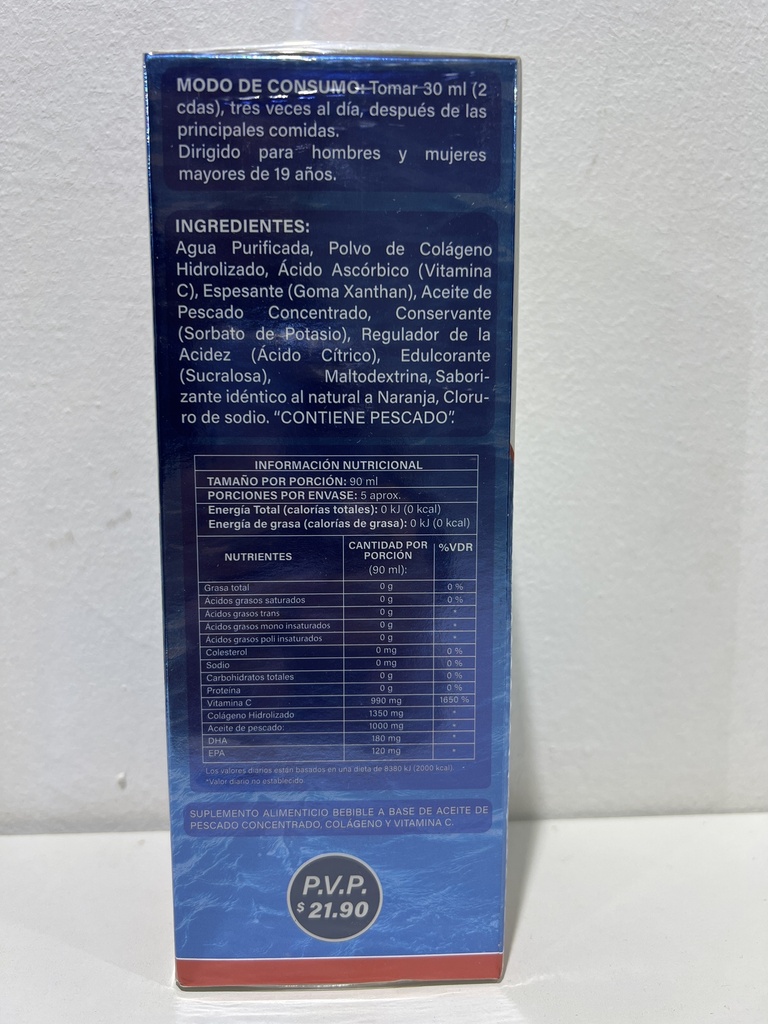 MODO DE CONSUMO: Tomar 30 ml (2
cdas), tres veces al día, después de las
principales comidas.
Dirigido para hombres y mujeres
mayores de 19 años.
INGREDIENTES:
Agua Purificada, Polvo de Colágeno
Hidrolizado, Ácido Ascórbico (Vitamina
C), Espesante (Goma Xanthan), Aceite de
Pescado Concentrado, Conservante
(Sorbato de Potasio), Regulador de la
Acidez (Ácido Cítrico), Edulcorante
(Sucralosa), Maltodextrina, Sabori-
zante idéntico al natural a Naranja, Cloru-
ro de sodio. “CONTIENE PESCADO”.
INFORMACIÓN NUTRICIONAL
TAMAÑO POR PORCIÓN: 90 ml
PORCIONES POR ENVASE: 5 aprox.
Energía Total (calorías totales): 0 kJ (0 kcal)
Energía de grasa (calorías de grasa): 0 kJ (0 kcal)
NUTRIENTES CANTIDAD POR PORCIÓN (90 ml): %VDR
Grasa total 0 g 0 %
Ácidos grasos saturados 0 g 0 %
Ácidos grasos trans 0 g *
Ácidos grasos mono insaturados 0 g *
Ácidos grasos poli insaturados 0 g *
Colesterol 0 mg 0 %
Sodio 0 mg 0 %
Carbohidratos totales 0 g 0 %
Proteína 0 g 0 %
Vitamina C 990 mg 1650 %
Colágeno Hidrolizado 1350 mg *
Aceite de pescado: 1000 mg *
DHA 180 mg *
EPA 120 mg *
Los valores diarios están basados en una dieta de 8380 kJ (2000 kcal). *
*Valor diario no establecido
SUPLEMENTO ALIMENTICIO BEBIBLE A BASE DE ACEITE DE
PESCADO CONCENTRADO, COLÁGENO Y VITAMINA C.
P.V.P.
$ 21.90